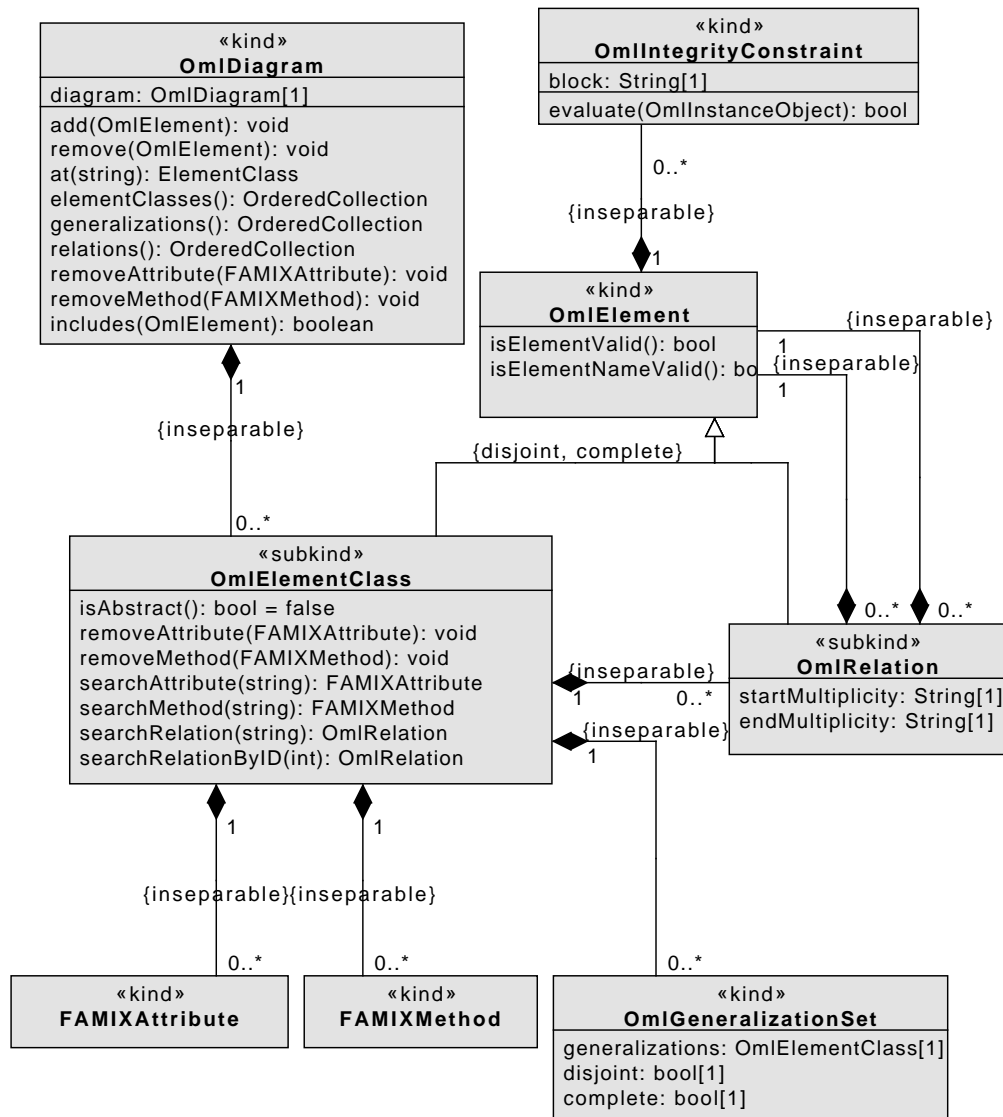 «kind»
OmlDiagram
diagram: OmlDiagram[1]
add(OmlElement): void
remove(OmlElement): void
at(string): ElementClass
elementClasses(): OrderedCollection
generalizations(): OrderedCollection
relations(): OrderedCollection
removeAttribute(FAMIXAttribute): void
removeMethod(FAMIXMethod): void
includes(OmlElement): boolean
«kind»
OmlIntegrityConstraint
block: String[1]
evaluate(OmlInstanceObject): bool
0..*
{inseparable}
1
«kind»
OmlElement
isElementValid(): bool
isElementNameValid(): bo
{inseparable}
1
{inseparable}
1
1
{inseparable}
0..*
{disjoint, complete}
0..*
0..*
«subkind»
OmlElementClass
isAbstract(): bool = false
removeAttribute(FAMIXAttribute): void
removeMethod(FAMIXMethod): void
searchAttribute(string): FAMIXAttribute
searchMethod(string): FAMIXMethod
searchRelation(string): OmlRelation
searchRelationByID(int): OmlRelation
«subkind»
OmlRelation
startMultiplicity: String[1]
endMultiplicity: String[1]
{inseparable}
1
0..*
{inseparable}
1
1
1
{inseparable}
{inseparable}
0..*
0..*
0..*
«kind»
FAMIXAttribute
«kind»
FAMIXMethod
«kind»
OmlGeneralizationSet
generalizations: OmlElementClass[1]
disjoint: bool[1]
complete: bool[1]